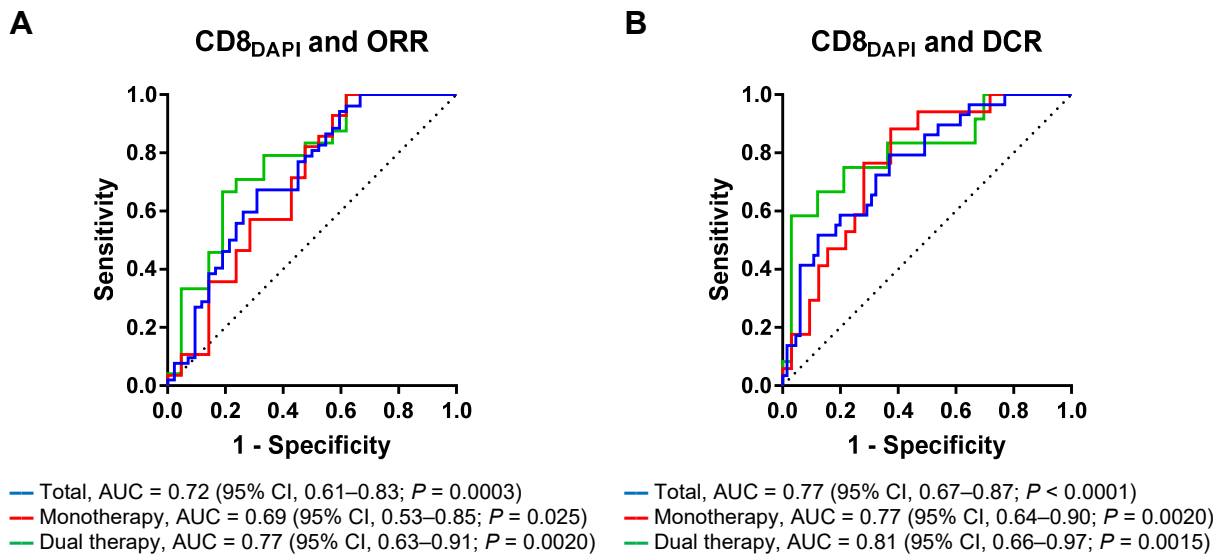 A
CD8DAPI and ORR
Sensitivity
1.0
0.8
0.6
0.4
0.2
0.0
0.0 0.2 0.4 0.6 0.8 1.0
1 - Specificity
Total, AUC = 0.72 (95% CI, 0.61–0.83; P = 0.0003)
Monotherapy, AUC = 0.69 (95% CI, 0.53–0.85; P = 0.025)
Dual therapy, AUC = 0.77 (95% CI, 0.63–0.91; P = 0.0020)
B
CD8DAPI and DCR
Sensitivity
1.0
0.8
0.6
0.4
0.2
0.0
0.0 0.2 0.4 0.6 0.8 1.0
1 - Specificity
Total, AUC = 0.77 (95% CI, 0.67–0.87; P < 0.0001)
Monotherapy, AUC = 0.77 (95% CI, 0.64–0.90; P = 0.0020)
Dual therapy, AUC = 0.81 (95% CI, 0.66–0.97; P = 0.0015)